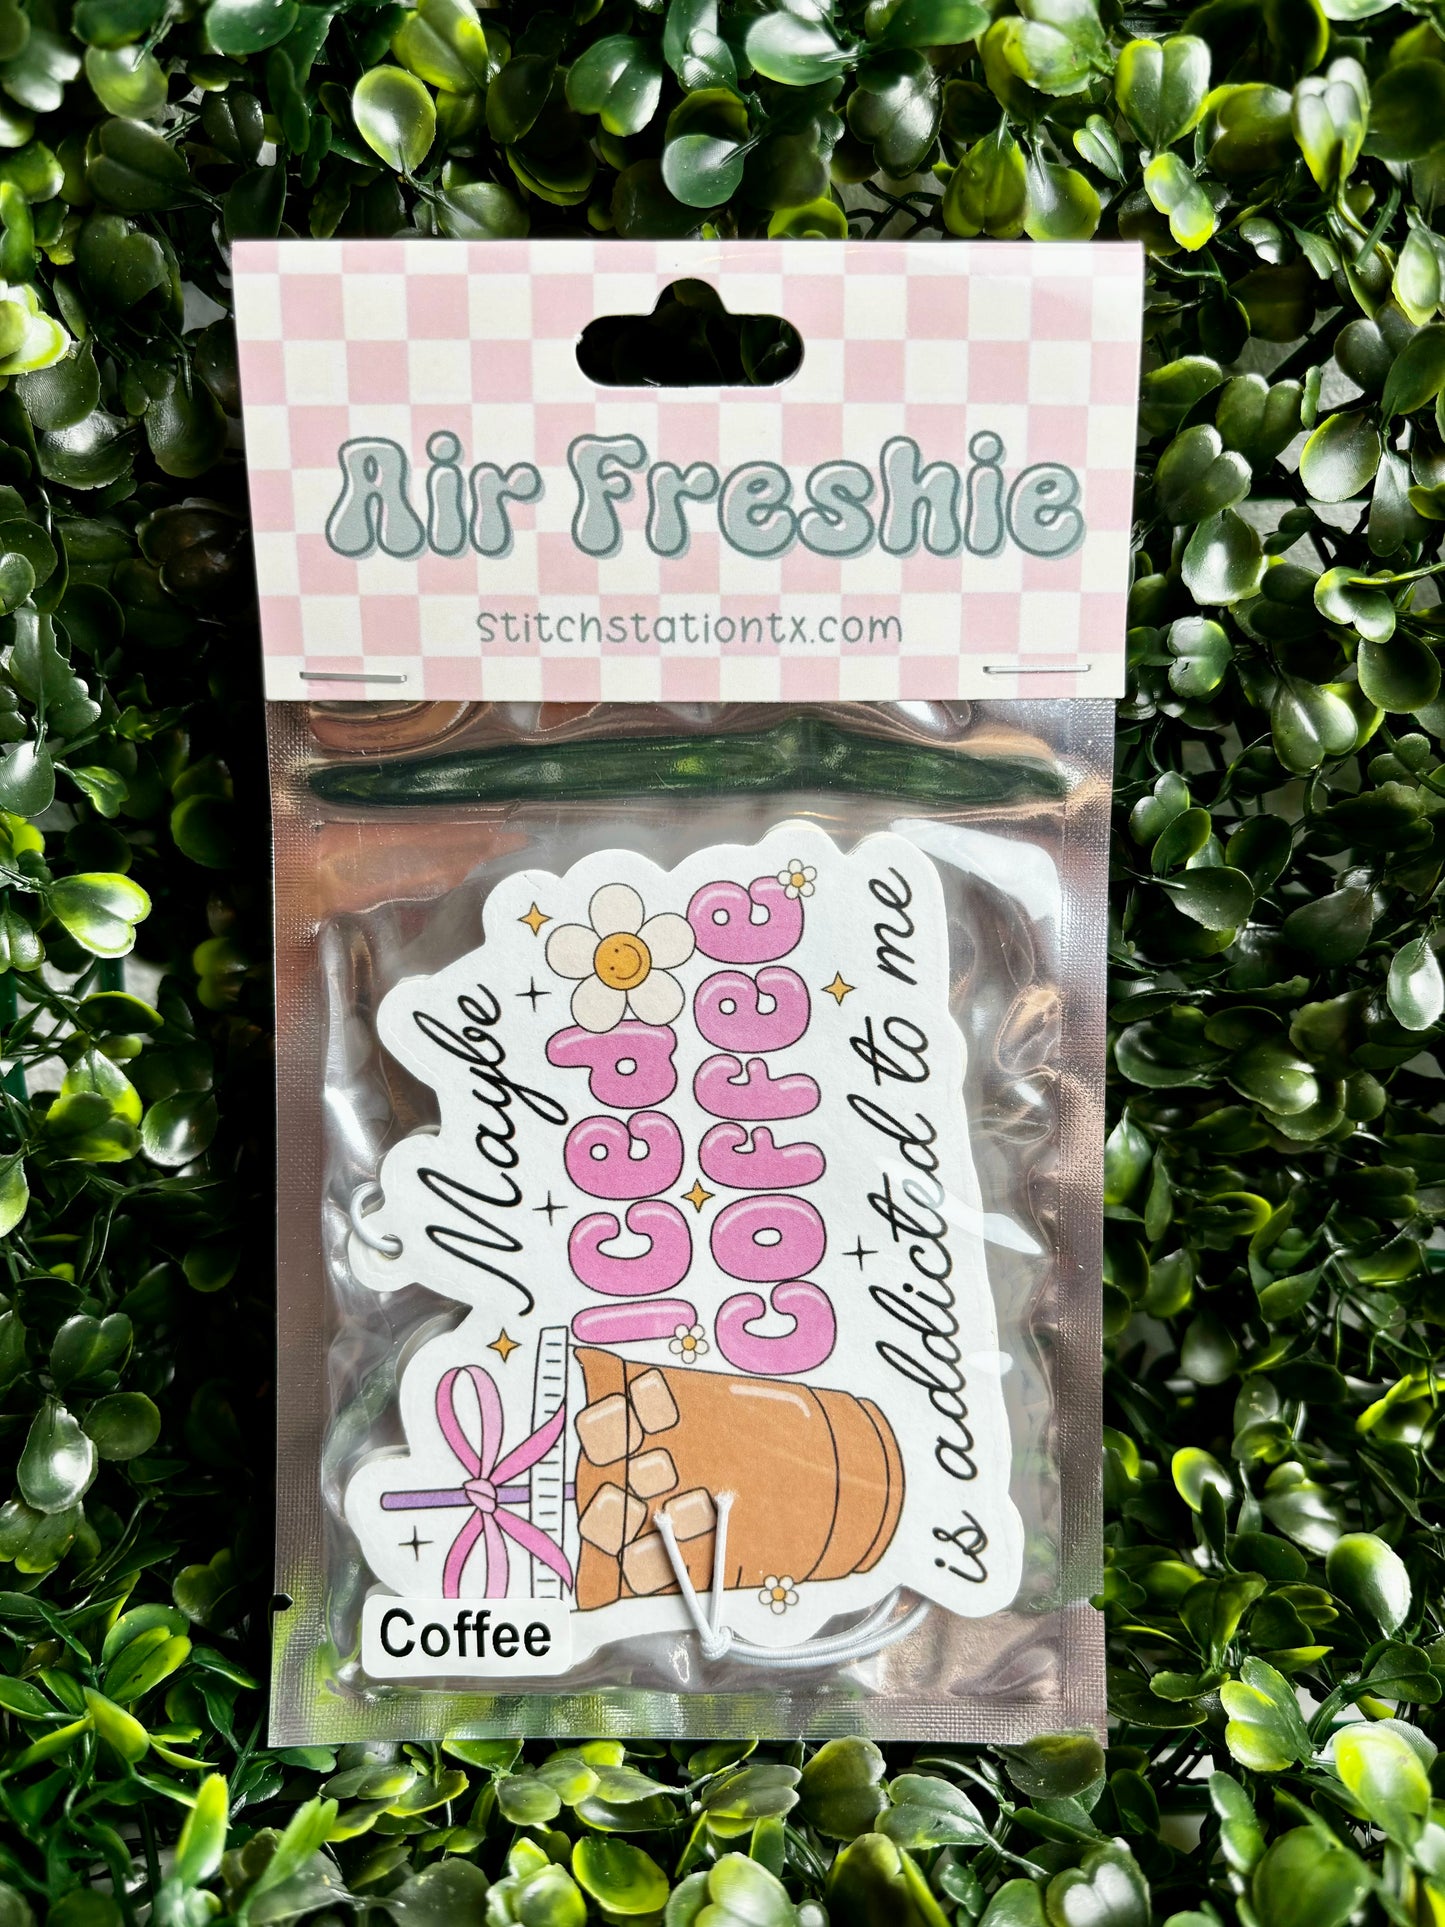 Air Freshie
stitchstationtx.com
Maybe
Iced
coffee
is addicted to me
Coffee